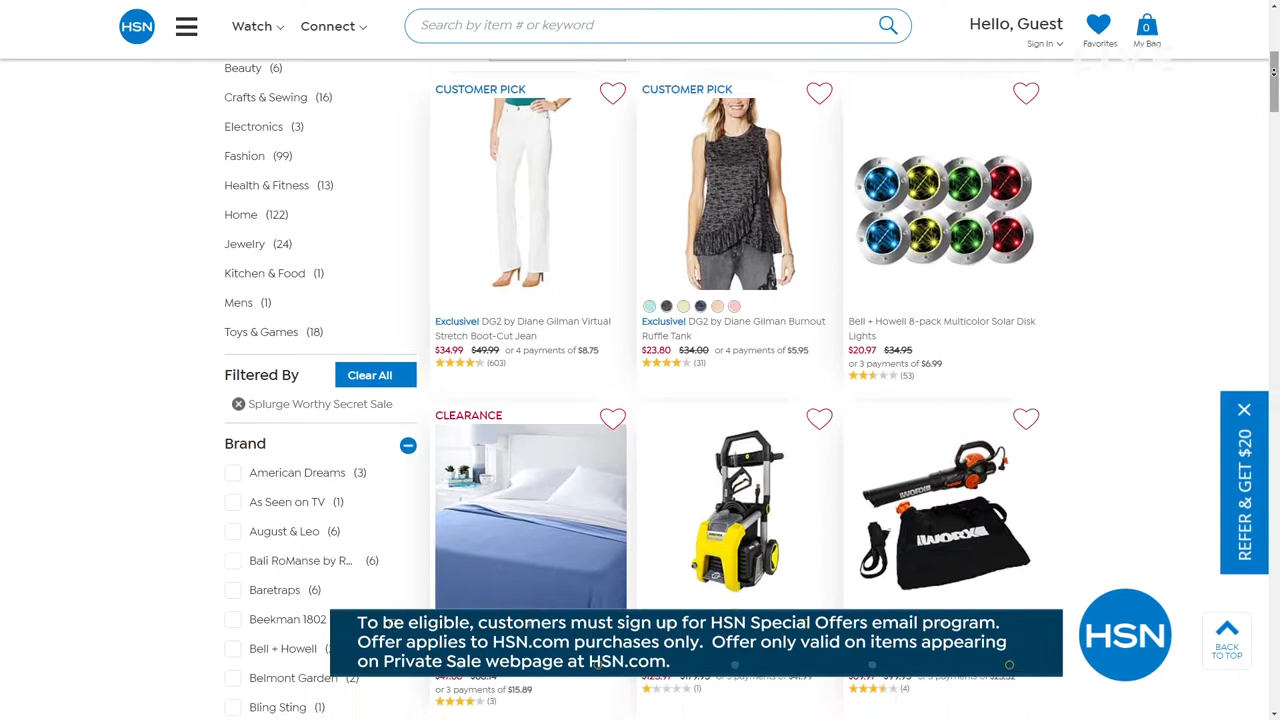 HSN
Watch
Connect
Search by item # or keyword
Hello, Guest
Sign In
Favorites
0
My Bag
LIVE
Beauty (6)
Crafts & Sewing (16)
Electronics (3)
Fashion (99)
Health & Fitness (13)
Home (122)
Jewelry (24)
Kitchen & Food (1)
Mens (1)
Toys & Games (18)
Filtered By
Clear All
Splurge Worthy Secret Sale
Brand
American Dreams (3)
As Seen on TV (1)
August & Leo (6)
Bali RoManse by R... (6)
Baretraps (6)
Beekman 1802
Bell + Howell
Belmont Garden (2)
Bling Sting (1)
CUSTOMER PICK
Exclusive! DG2 by Diane Gilman Virtual
Stretch Boot-Cut Jean
$34.99 $49.99 or 4 payments of $8.75
(603)
CUSTOMER PICK
Exclusive! DG2 by Diane Gilman Burnout
Ruffle Tank
$23.80 $34.00 or 4 payments of $5.95
(31)
Bell + Howell 8-pack Multicolor Solar Disk
Lights
$20.97 $34.95
or 3 payments of $6.99
(53)
CLEARANCE
or 3 payments of $15.89
(3)
(1)
WORX
WORX
(4)
REFER & GET $20
To be eligible, customers must sign up for HSN Special Offers email program.
Offer applies to HSN.com purchases only. Offer only valid on items appearing
on Private Sale webpage at HSN.com.
HSN
BACK
TO TOP